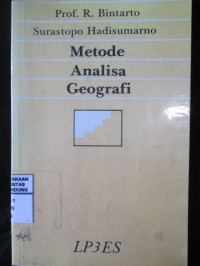 Prof. R. Bintarto
Surastopo Hadisumarno
Metode
Analisa
Geografi
LP3ES